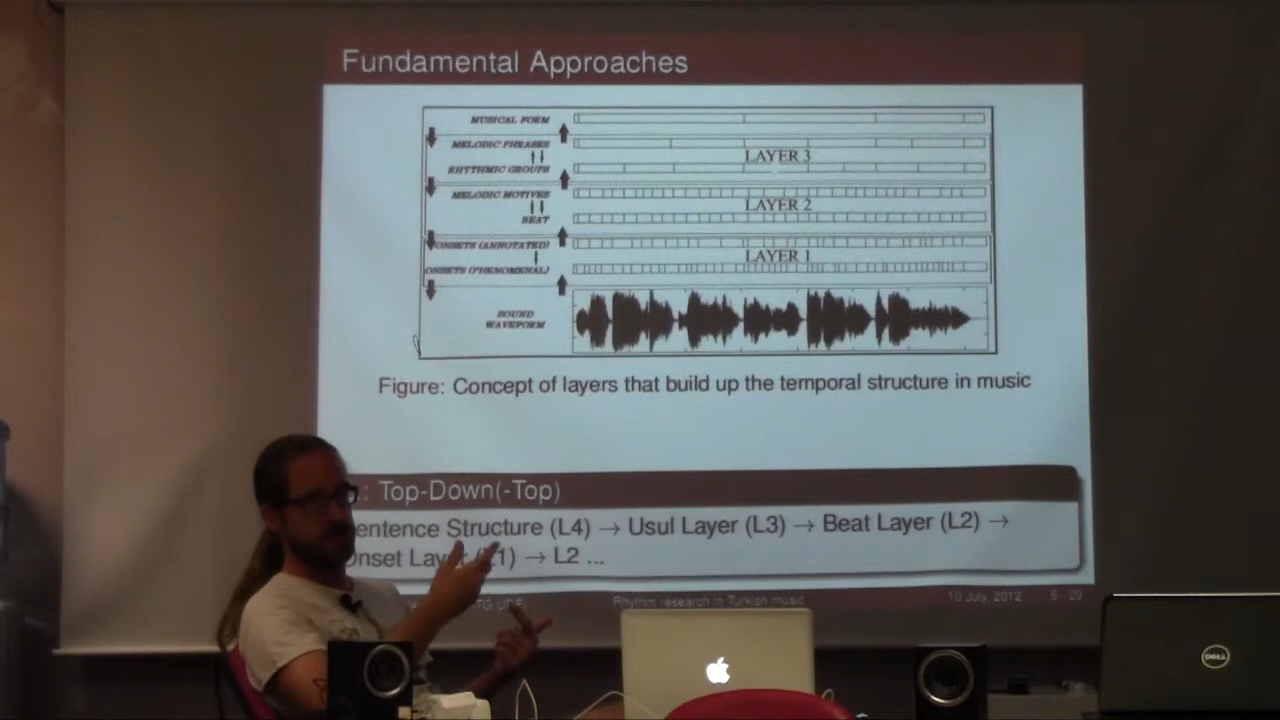 Fundamental Approaches
MUSICAL FORM
MELODIC PHRASES
LAYER 3
RHYTHMIC GROUPS
MELODIC MOTIVES
LAYER 2
BEAT
ONSETS (ANNOTATED)
LAYER 1
ONSETS (PHENOMENAL)
SOUND
WAVEFORM
Figure: Concept of layers that build up the temporal structure in music
: Top-Down(-Top)
entence Structure (L4) → Usul Layer (L3) → Beat Layer (L2) →
nset Lay (L1) → L2 ...
Rhythm research in Turkish music
10 July, 2012
DELL